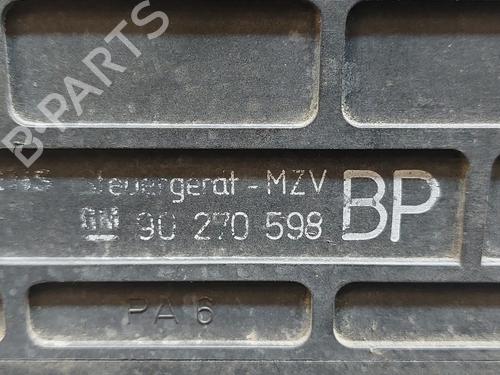 B-PARTS
Steuergerät - MZV
GM 90 270 598 BP
PA 6